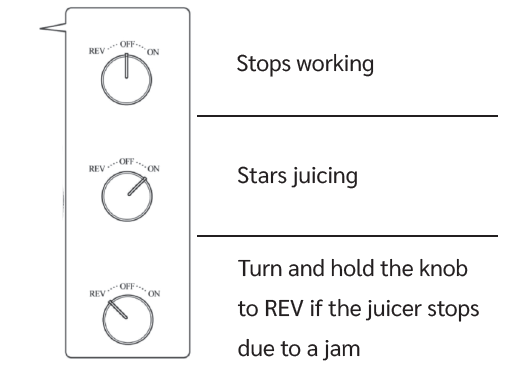 REV OFF ON
Stops working
REV OFF ON
Stars juicing
REV OFF ON
Turn and hold the knob
to REV if the juicer stops
due to a jam